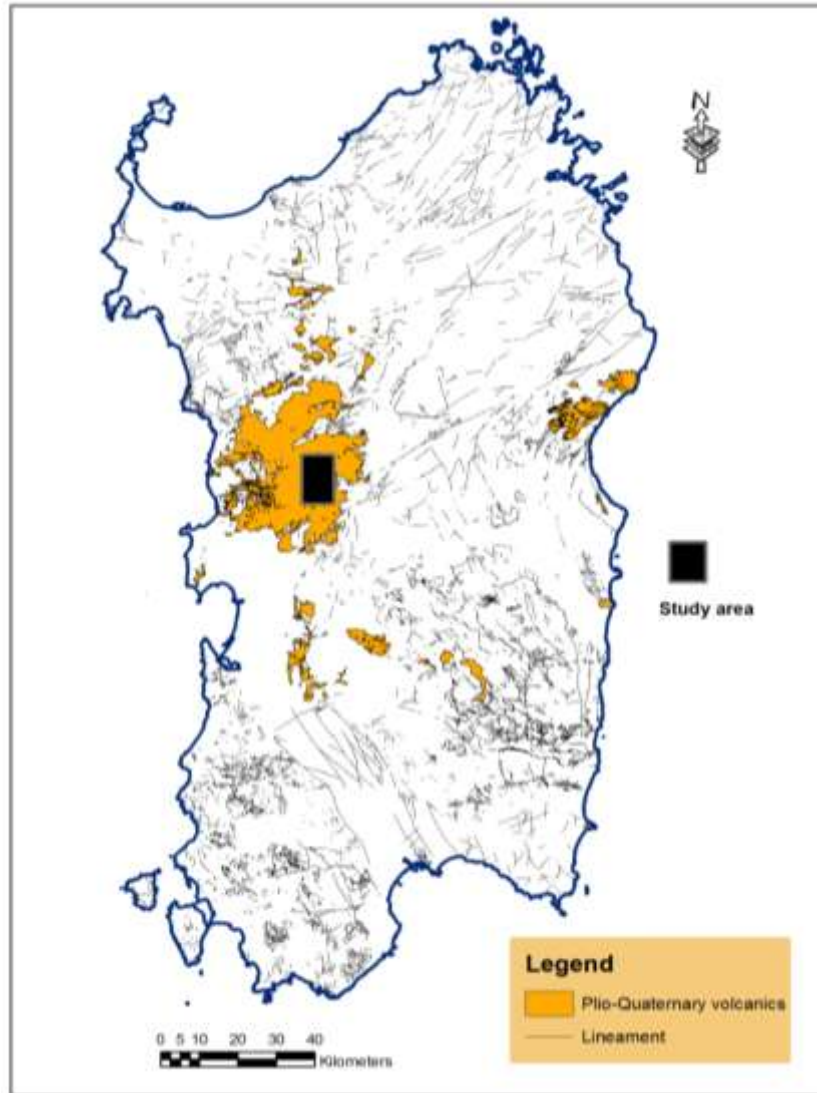 N
Study area
Legend
Plio-Quaternary volcanics
Lineament
0 5 10 20 30 40
Kilometers